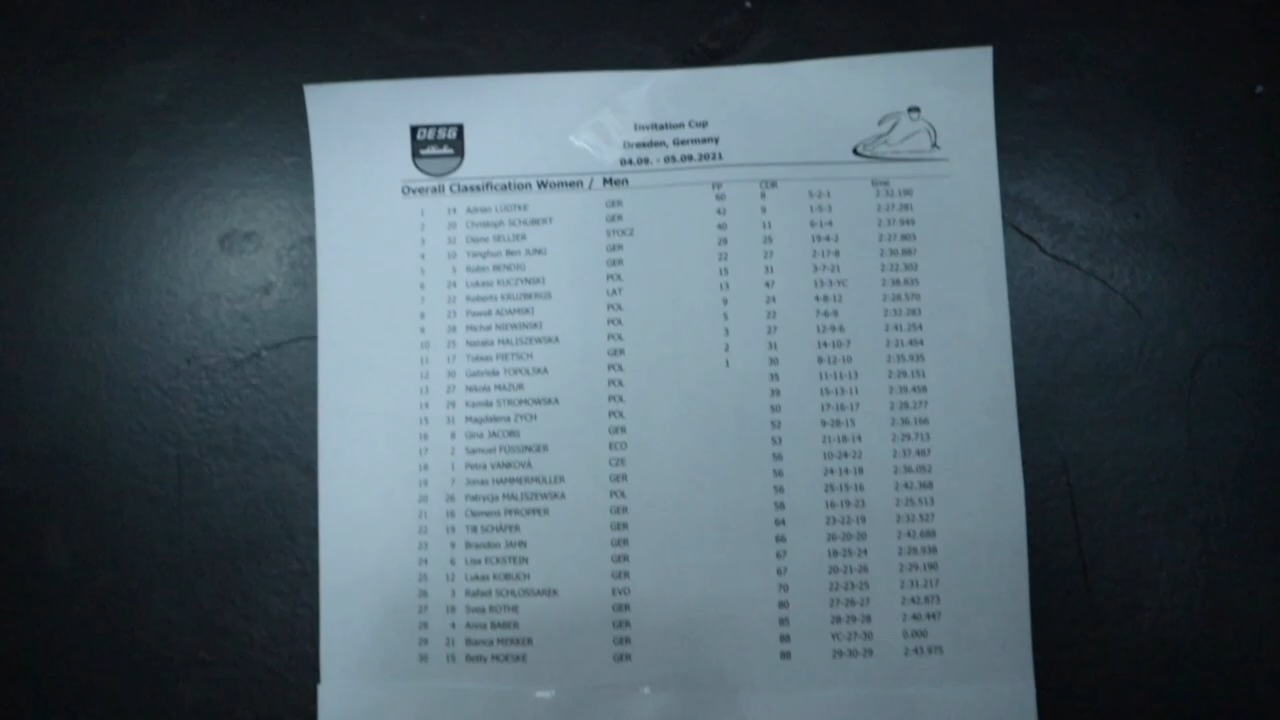 DESG
Invitation Cup
Dresden, Germany
04.09. - 05.09.2021
Overall Classification Women / Men
PP CDR time
1 14 Adrian LÜDTKE GER 60 8 5-2-1 2:32.190
2 20 Christoph SCHUBERT GER 42 9 1-5-3 2:27.281
3 32 Diane SELLIER STOCZ 40 11 6-1-4 2:37.949
4 10 Yanghun Ben JUNG GER 28 25 19-4-2 2:27.803
5 5 Robin BENDIG GER 22 27 2-17-8 2:30.887
6 24 Lukasz KUCZYNSKI POL 15 31 3-7-21 2:22.302
7 22 Roberts KRUZBERGS LAT 13 47 13-3-YC 2:38.635
8 23 Pawell ADAMSKI POL 9 24 4-8-12 2:28.570
9 28 Michal NIEWINSKI POL 5 22 7-6-9 2:32.283
10 25 Natalia MALISZEWSKA POL 3 27 12-9-6 2:41.254
11 17 Tobias PIETSCH GER 2 31 14-10-7 2:21.454
12 30 Gabriela TOPOLSKA POL 1 30 8-12-10 2:35.935
13 27 Nikola MAZUR POL 35 11-11-13 2:29.151
14 29 Kamila STROMOWSKA POL 39 15-13-11 2:39.458
15 31 Magdalena ZYCH POL 50 17-16-17 2:28.277
16 8 Gina JACOBS GER 52 9-28-15 2:36.166
17 2 Samuel FÜSSINGER ECO 53 21-18-14 2:29.713
18 1 Petra VANKOVÁ CZE 56 10-24-22 2:37.487
19 7 Jonas HAMMERMÜLLER GER 56 24-14-18 2:36.052
20 26 Patrycja MALISZEWSKA POL 56 25-15-16 2:42.368
21 16 Clemens PFROPPER GER 58 16-19-23 2:25.513
22 19 Till SCHÄFER GER 64 23-22-19 2:32.527
23 9 Brandon JAHN GER 66 26-20-20 2:42.688
24 6 Lisa ECKSTEIN GER 67 18-25-24 2:28.938
25 12 Lukas KOBUCH GER 67 20-21-26 2:29.190
26 3 Rafael SCHLOSSAREK EVO 70 22-23-25 2:31.217
27 18 Svea ROTHE GER 80 27-26-27 2:42.873
28 4 Anna BABER GER 85 28-29-28 2:40.447
29 21 Bianca MERKER GER 88 YC-27-30 0.000
30 15 Betty MOESKE GER 88 29-30-29 2:43.975